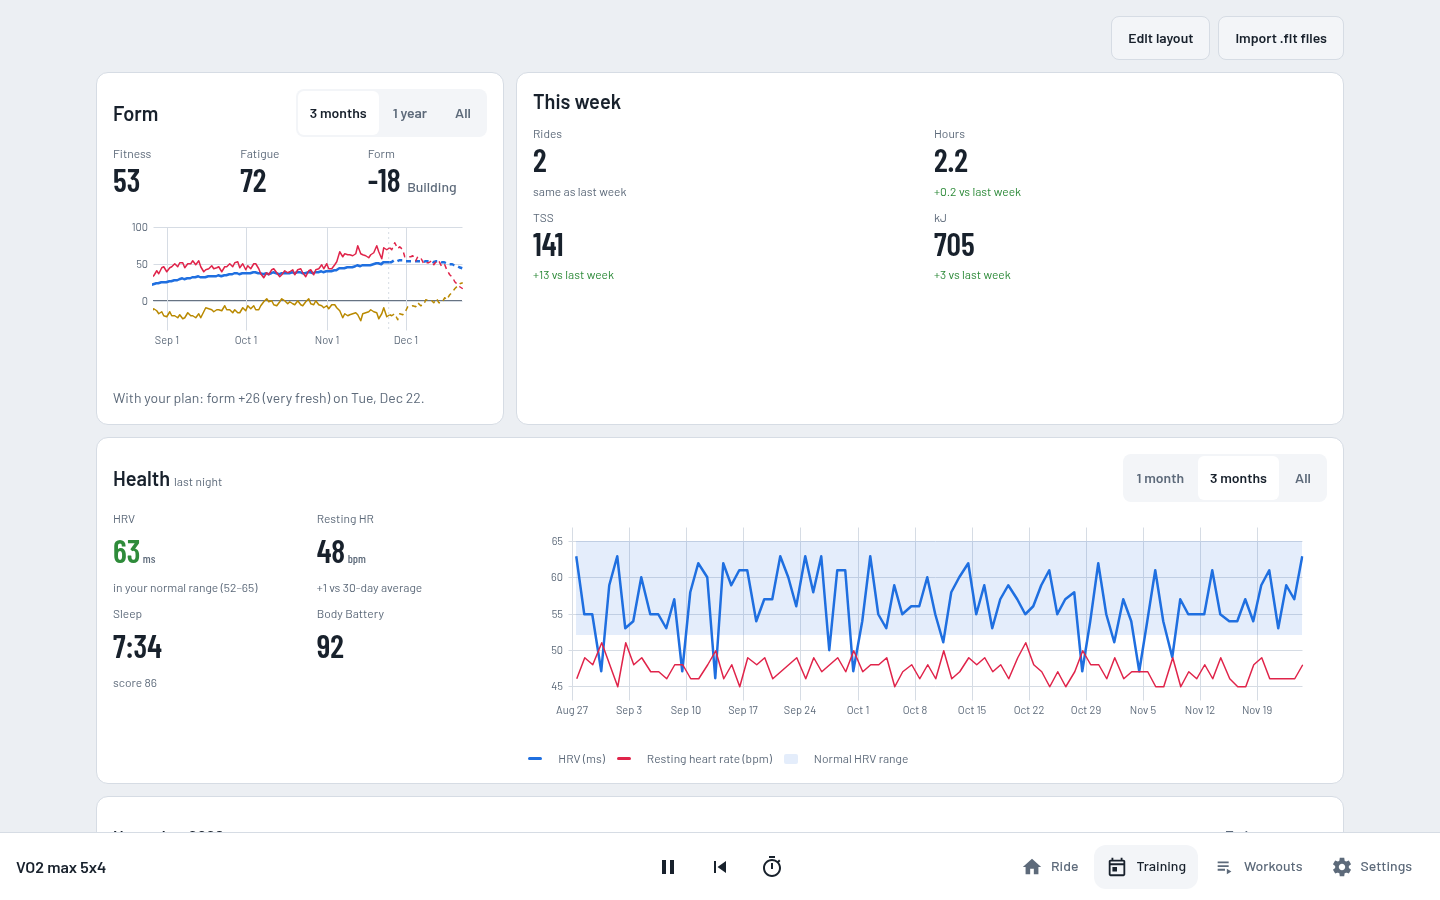 Edit layout
Import .fit files
Form
3 months
1 year
All
Fitness
Fatigue
Form
53
72
-18 Building
100
50
0
Sep 1
Oct 1
Nov 1
Dec 1
With your plan: form +26 (very fresh) on Tue, Dec 22.
This week
Rides
Hours
2
2.2
same as last week
+0.2 vs last week
TSS
kJ
141
705
+13 vs last week
+3 vs last week
Health last night
1 month
3 months
All
HRV
Resting HR
63 ms
48 bpm
in your normal range (52–65)
+1 vs 30-day average
Sleep
Body Battery
7:34
92
score 86
65
60
55
50
45
Aug 27
Sep 3
Sep 10
Sep 17
Sep 24
Oct 1
Oct 8
Oct 15
Oct 22
Oct 29
Nov 5
Nov 12
Nov 19
HRV (ms)
Resting heart rate (bpm)
Normal HRV range
VO2 max 5x4
Ride
Training
Workouts
Settings